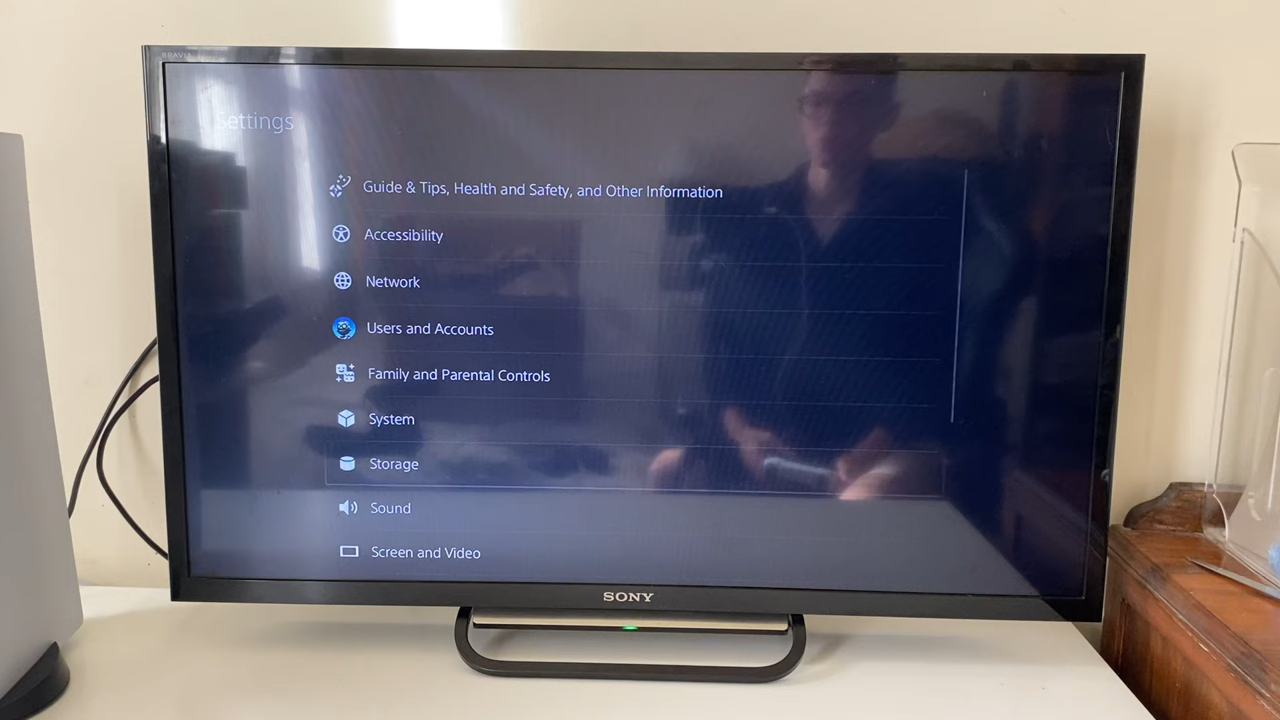 BRAVIA
Settings
Guide & Tips, Health and Safety, and Other Information
Accessibility
Network
Users and Accounts
Family and Parental Controls
System
Storage
Sound
Screen and Video
SONY